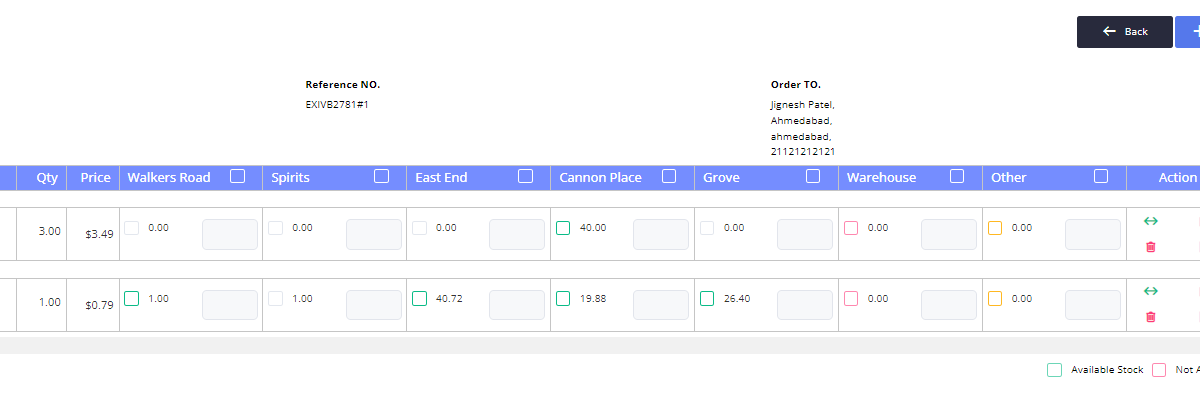 Back
Reference NO.
EXIVB2781#1
Order TO.
Jignesh Patel,
Ahmedabad,
ahmedabad,
21121212121
Qty Price Walkers Road Spirits East End Cannon Place Grove Warehouse Other Action
3.00 $3.49 0.00 0.00 0.00 40.00 0.00 0.00 0.00
1.00 $0.79 1.00 1.00 40.72 19.88 26.40 0.00 0.00
Available Stock Not